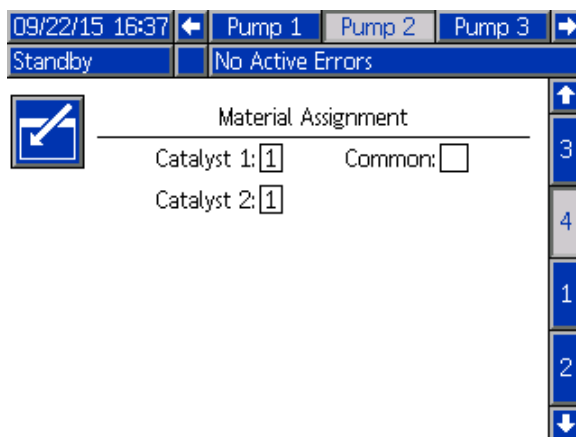 09/22/15 16:37 Pump 1 Pump 2 Pump 3
Standby No Active Errors
Material Assignment
Catalyst 1: 1 Common:
Catalyst 2: 1
3
4
1
2